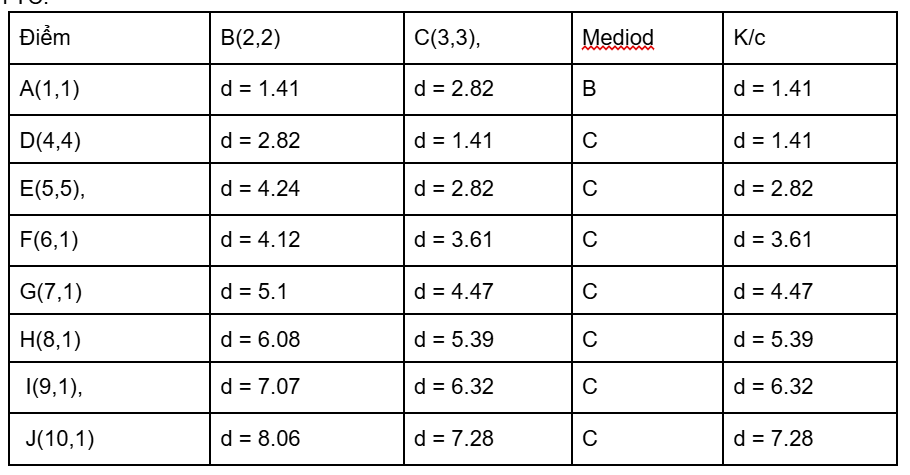 Điểm B(2,2) C(3,3), Mediod K/c
A(1,1) d = 1.41 d = 2.82 B d = 1.41
D(4,4) d = 2.82 d = 1.41 C d = 1.41
E(5,5), d = 4.24 d = 2.82 C d = 2.82
F(6,1) d = 4.12 d = 3.61 C d = 3.61
G(7,1) d = 5.1 d = 4.47 C d = 4.47
H(8,1) d = 6.08 d = 5.39 C d = 5.39
I(9,1), d = 7.07 d = 6.32 C d = 6.32
J(10,1) d = 8.06 d = 7.28 C d = 7.28